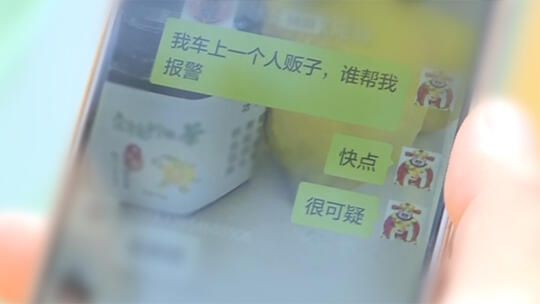 我车上一个人贩子，谁帮我
报警
快点
很可疑